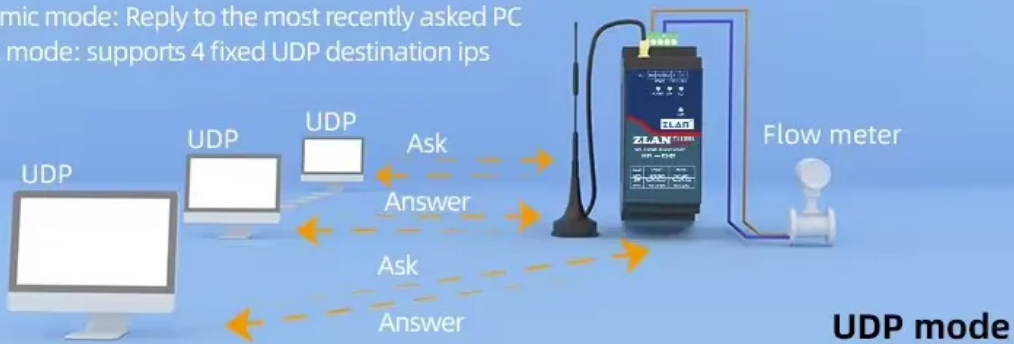 mic mode: Reply to the most recently asked PC
mode: supports 4 fixed UDP destination ips
UDP
UDP
UDP
Ask
Answer
Ask
Answer
ZLAN
ZLAN
Flow meter
UDP mode